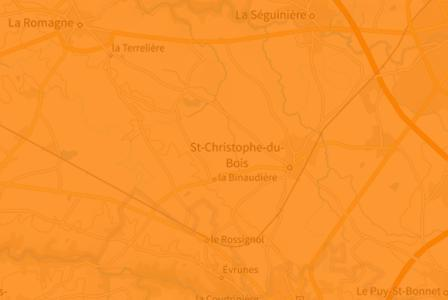 La Séguinière
La Romagne
la Terrelière
St-Christophe-du-
Bois
la Binaudière
le Rossignol
Évrunes
Le Puy-St-Bonnet